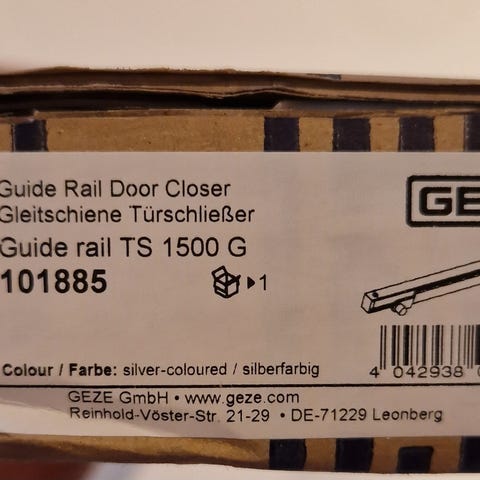 Guide Rail Door Closer
Gleitschiene Türschließer
GE
Guide rail TS 1500 G
101885
1
Colour / Farbe: silver-coloured / silberfarbig
4 042938
GEZE GmbH • www.geze.com
Reinhold-Vöster-Str. 21-29 • DE-71229 Leonberg